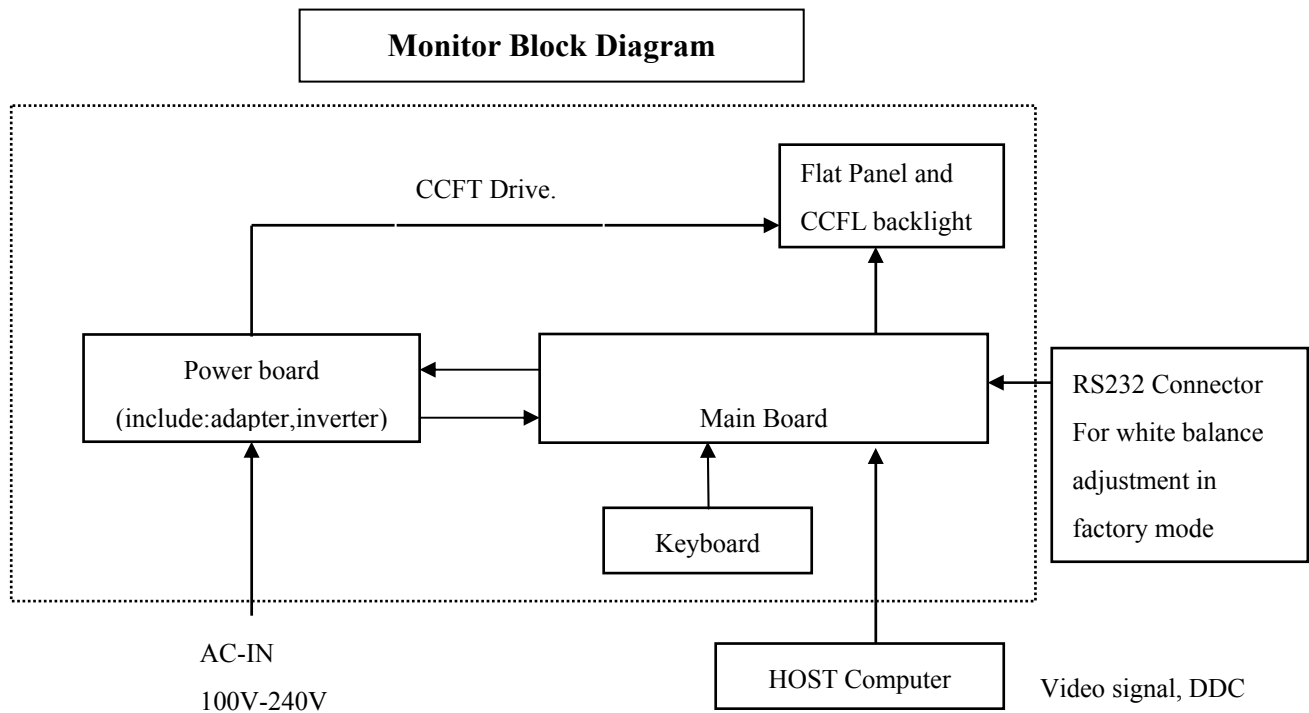 Monitor Block Diagram
CCFT Drive.
Flat Panel and
CCFL backlight
Power board
(include:adapter,inverter)
Main Board
RS232 Connector
For white balance
adjustment in
factory mode
Keyboard
AC-IN
100V-240V
HOST Computer
Video signal, DDC